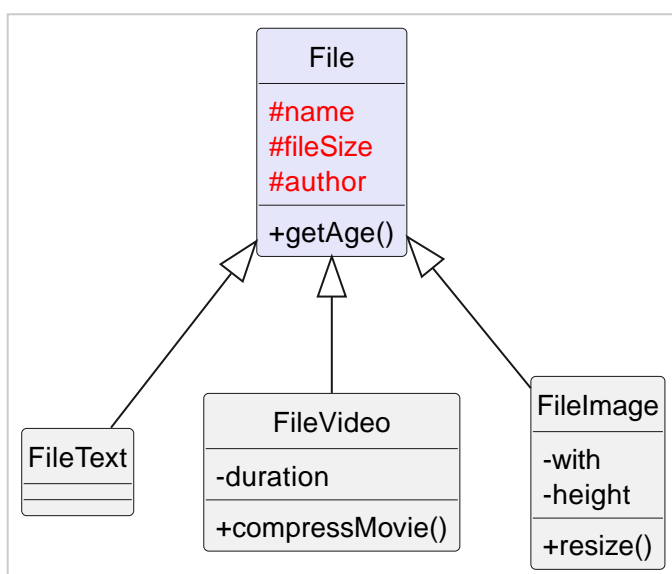 File
#name
#fileSize
#author
+getAge()
FileText
FileVideo
-duration
+compressMovie()
FileImage
-with
-height
+resize()